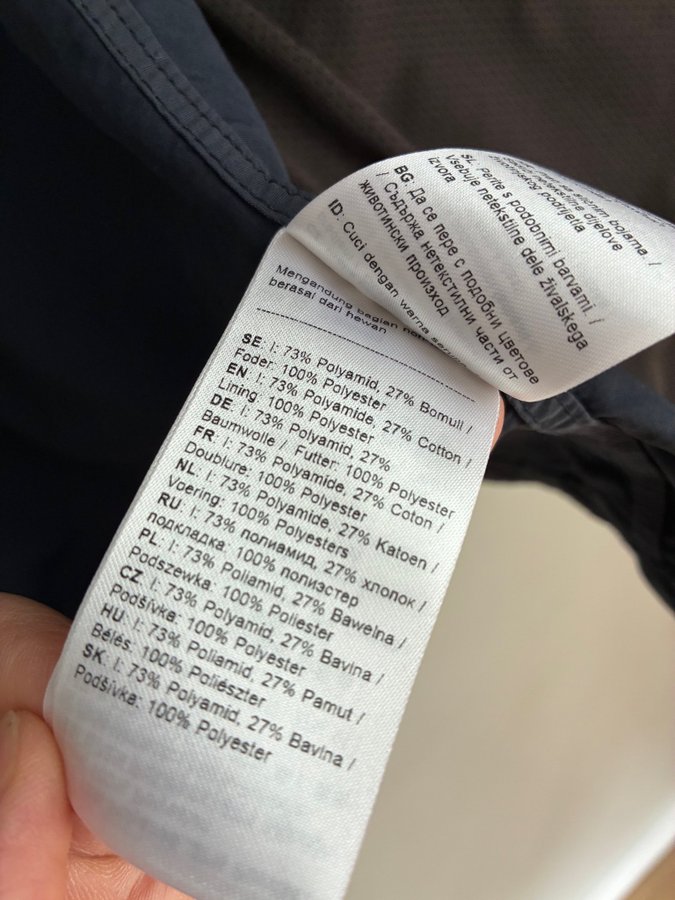 SL: Perite s podobnimi barvami. /
Vsebuje netekstilne dele živalskega
izvora
BG: Да се пере с подобни цветове
/ Съдържа нетекстилни части от
животински произход
ID: Cuci dengan warna
Mengandung bagian
berasal dari hewan
SE: I: 73% Polyamid, 27% Bomull /
Foder: 100% Polyester
EN: I: 73% Polyamide, 27% Cotton /
Lining: 100% Polyester
DE: I: 73% Polyamid, 27%
Baumwolle / Futter: 100% Polyester
FR: I: 73% Polyamide, 27% Coton /
Doublure: 100% Polyester
NL: I: 73% Polyamide, 27% Katoen /
Voering: 100% Polyesters
RU: I: 73% полиамид, 27% хлопок /
подкладка: 100% полиэстер
PL: I: 73% Poliamid, 27% Bawełna /
Podszewka: 100% Poliester
CZ: I: 73% Polyamid, 27% Bavlna /
Podšívka: 100% Polyester
HU: I: 73% Poliamid, 27% Pamut /
Bélés: 100% Poliészter
SK: I: 73% Polyamid, 27% Bavlna /
Podšívka: 100% Polyester